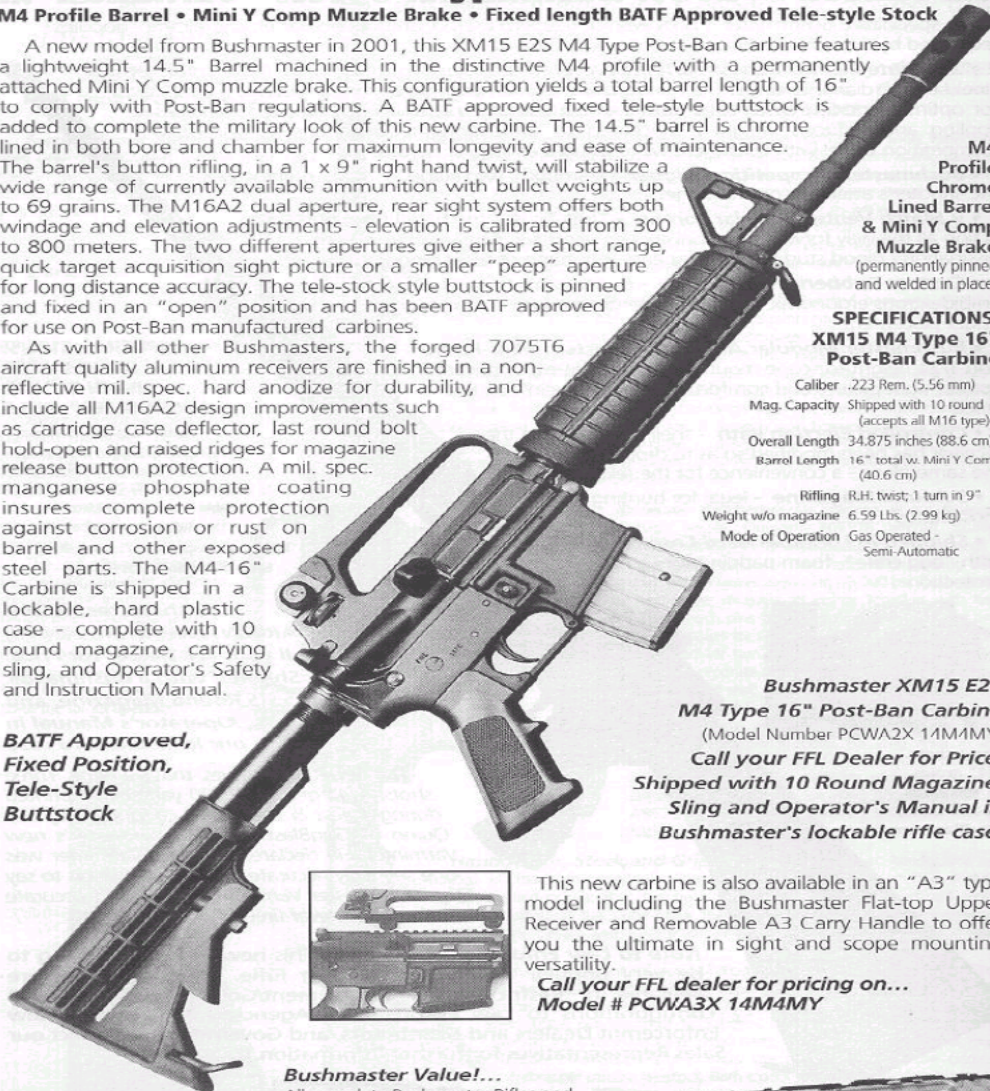 M4 Profile Barrel • Mini Y Comp Muzzle Brake • Fixed length BATF Approved Tele-style Stock
A new model from Bushmaster in 2001, this XM15 E2S M4 Type Post-Ban Carbine features
a lightweight 14.5" Barrel machined in the distinctive M4 profile with a permanently
attached Mini Y Comp muzzle brake. This configuration yields a total barrel length of 16"
to comply with Post-Ban regulations. A BATF approved fixed tele-style buttstock is
added to complete the military look of this new carbine. The 14.5" barrel is chrome
lined in both bore and chamber for maximum longevity and ease of maintenance.
The barrel's button rifling, in a 1 x 9" right hand twist, will stabilize a
wide range of currently available ammunition with bullet weights up
to 69 grains. The M16A2 dual aperture, rear sight system offers both
windage and elevation adjustments - elevation is calibrated from 300
to 800 meters. The two different apertures give either a short range,
quick target acquisition sight picture or a smaller "peep" aperture
for long distance accuracy. The tele-stock style buttstock is pinned
and fixed in an "open" position and has been BATF approved
for use on Post-Ban manufactured carbines.
As with all other Bushmasters, the forged 7075T6
aircraft quality aluminum receivers are finished in a non-
reflective mil. spec. hard anodize for durability, and
include all M16A2 design improvements such
as cartridge case deflector, last round bolt
hold-open and raised ridges for magazine
release button protection. A mil. spec.
manganese phosphate coating
insures complete protection
against corrosion or rust on
barrel and other exposed
steel parts. The M4-16"
Carbine is shipped in a
lockable, hard plastic
case - complete with 10
round magazine, carrying
sling, and Operator's Safety
and Instruction Manual.
BATF Approved,
Fixed Position,
Tele-Style
Buttstock
M4
Profile
Chrome
Lined Barrel
& Mini Y Comp
Muzzle Brake
(permanently pinned
and welded in place
SPECIFICATIONS
XM15 M4 Type 16"
Post-Ban Carbine
Caliber .223 Rem. (5.56 mm)
Mag. Capacity Shipped with 10 round
(accepts all M16 type)
Overall Length 34.875 inches (88.6 cm
Barrel Length 16" total w. Mini Y Com
(40.6 cm)
Rifling R.H. twist; 1 turn in 9"
Weight w/o magazine 6.59 Lbs. (2.99 kg)
Mode of Operation Gas Operated -
Semi-Automatic
Bushmaster XM15 E2
M4 Type 16" Post-Ban Carbin
(Model Number PCWA2X 14M4MY
Call your FFL Dealer for Price
Shipped with 10 Round Magazine
Sling and Operator's Manual i
Bushmaster's lockable rifle case
This new carbine is also available in an "A3" typ
model including the Bushmaster Flat-top Uppe
Receiver and Removable A3 Carry Handle to offe
you the ultimate in sight and scope mountin
versatility.
Call your FFL dealer for pricing on...
Model # PCWA3X 14M4MY
Bushmaster Value!...